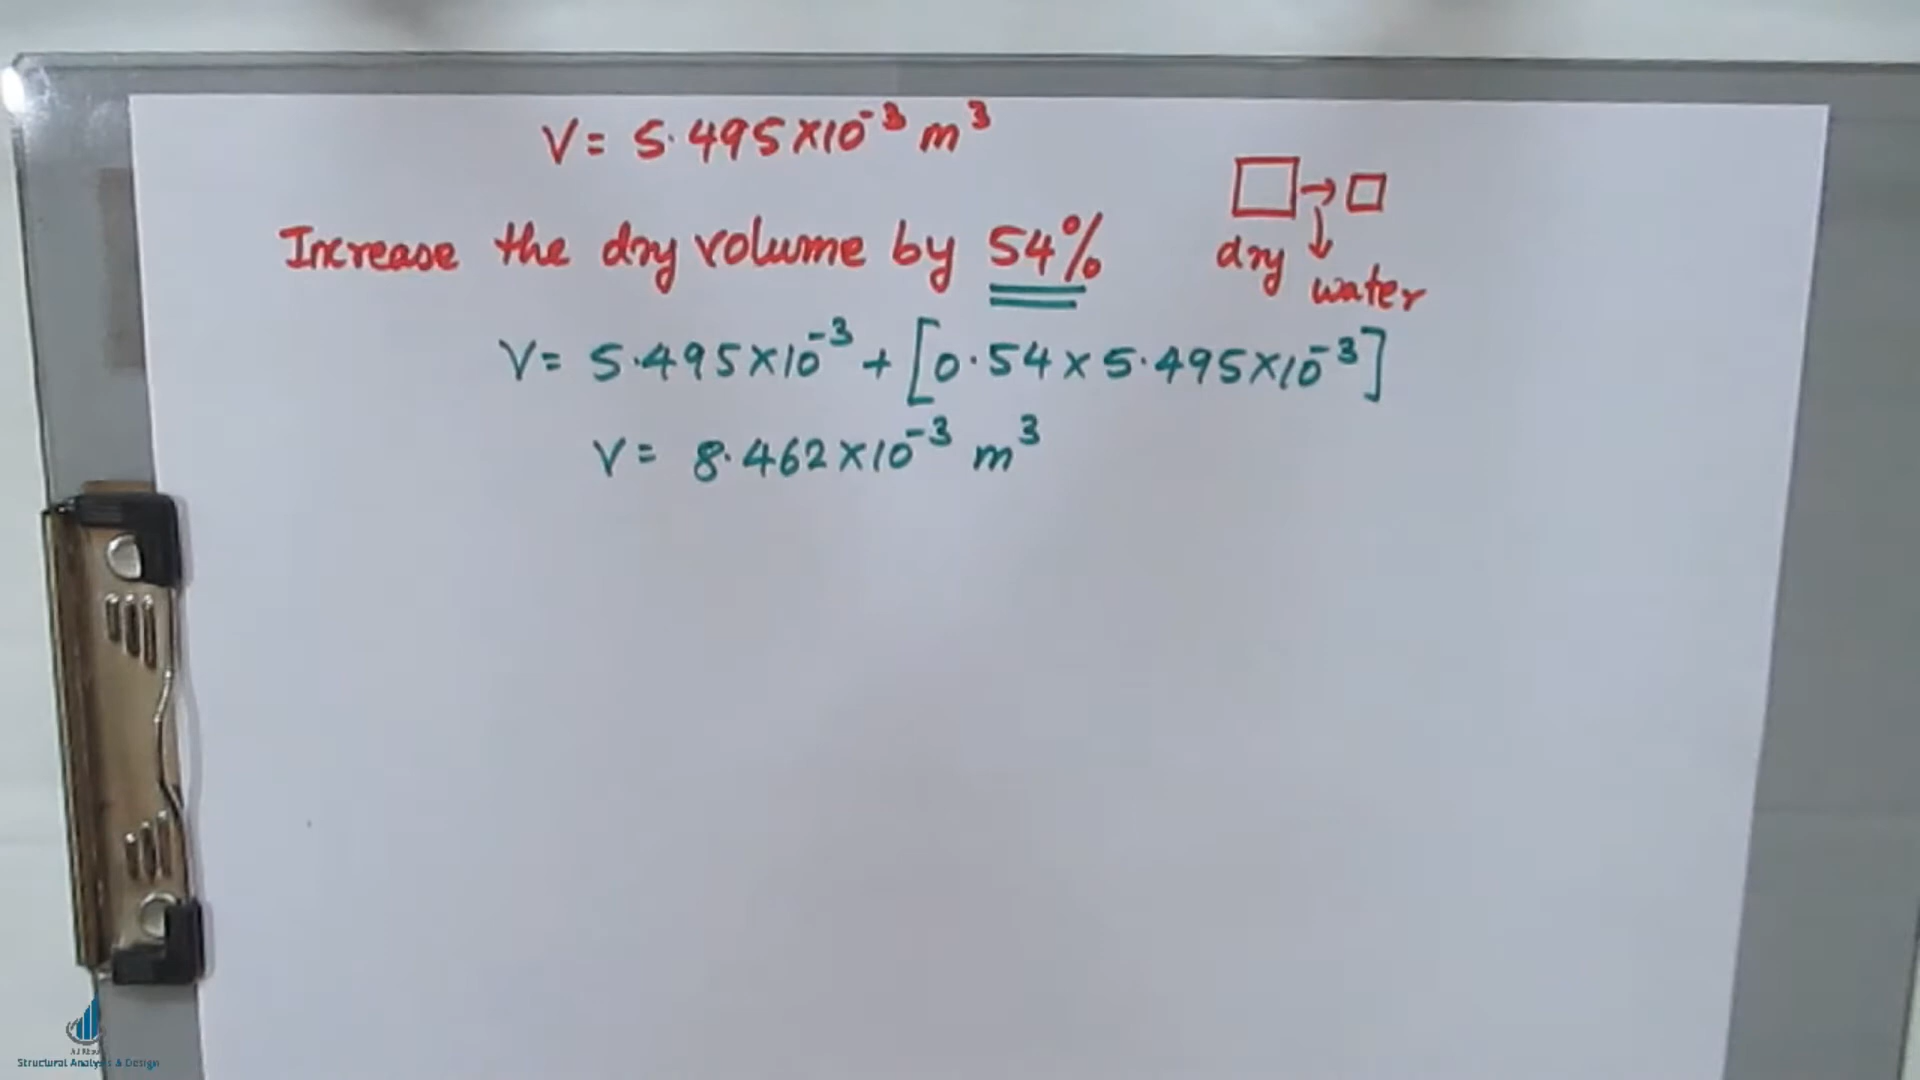 V = 5.495×10⁻³ m³
Increase the dry volume by 54%
dry
water
V = 5.495×10⁻³ + [0.54 × 5.495×10⁻³]
V = 8.462×10⁻³ m³
Structural Analysis & Design